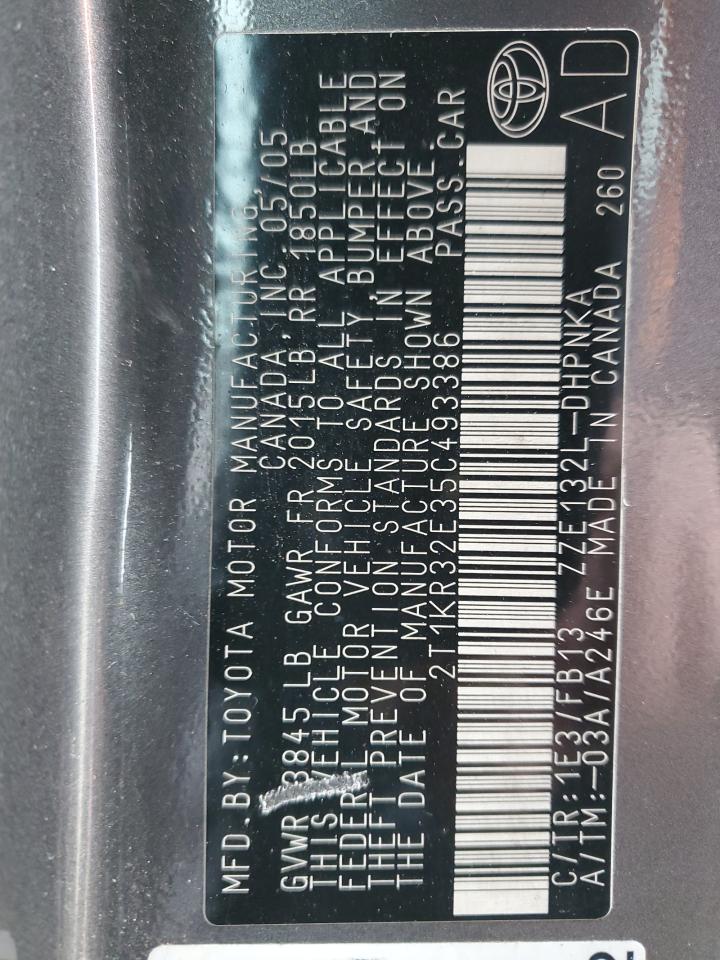 MFD.BY:TOYOTA MOTOR MANUFACTURING,
CANADA,INC 05/05
GVWR 3845 LB GAWR FR 2015LB,RR 1850LB
THIS VEHICLE CONFORMS TO ALL APPLICABLE
FEDERAL MOTOR VEHICLE SAFETY, BUMPER,AND
THEFT PREVENTION STANDARDS IN EFFECT ON
THE DATE OF MANUFACTURE SHOWN ABOVE.
2T1KR32E35C493386 PASS.CAR
C/TR:1E3/FB13 ZZE132L-DHPNKA
A/TM:-03A/A246E MADE IN CANADA 260
AD